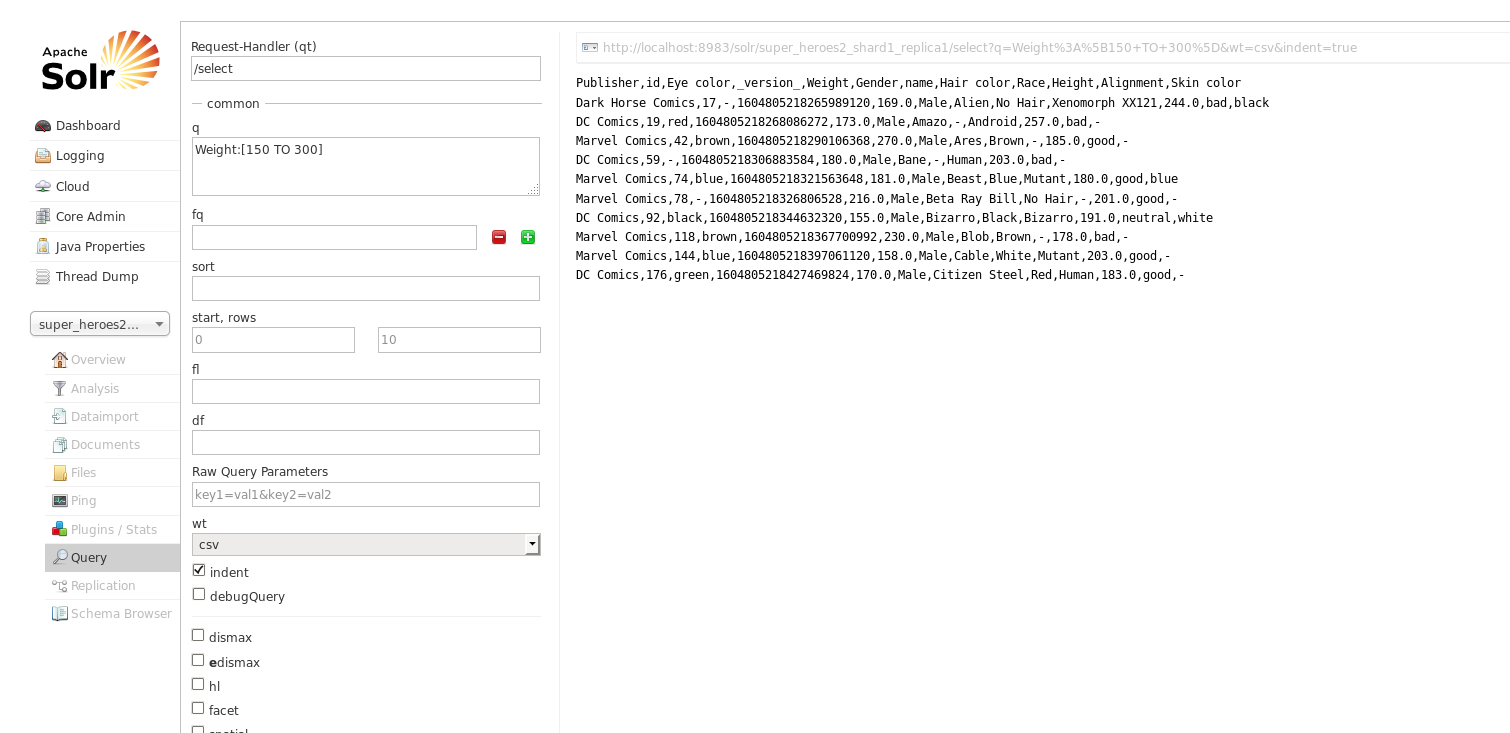 Apache
Solr
Dashboard
Logging
Cloud
Core Admin
Java Properties
Thread Dump
super_heroes2...
Overview
Analysis
Dataimport
Documents
Files
Ping
Plugins / Stats
Query
Replication
Schema Browser
Request-Handler (qt)
/select
common
q
Weight:[150 TO 300]
fq
sort
start, rows
0 10
fl
df
Raw Query Parameters
key1=val1&key2=val2
wt
csv
indent
debugQuery
dismax
edismax
hl
facet
spatial
http://localhost:8983/solr/super_heroes2_shard1_replica1/select?q=Weight%3A%5B150+TO+300%5D&wt=csv&indent=true
Publisher,id,Eye color,_version_,Weight,Gender,name,Hair color,Race,Height,Alignment,Skin color
Dark Horse Comics,17,-,1604805218265989120,169.0,Male,Alien,No Hair,Xenomorph XX121,244.0,bad,black
DC Comics,19,red,1604805218268086272,173.0,Male,Amazo,-,Android,257.0,bad,-
Marvel Comics,42,brown,1604805218290106368,270.0,Male,Ares,Brown,-,185.0,good,-
DC Comics,59,-,1604805218306883584,180.0,Male,Bane,-,Human,203.0,bad,-
Marvel Comics,74,blue,1604805218321563648,181.0,Male,Beast,Blue,Mutant,180.0,good,blue
Marvel Comics,78,-,1604805218326806528,216.0,Male,Beta Ray Bill,No Hair,-,201.0,good,-
DC Comics,92,black,1604805218344632320,155.0,Male,Bizarro,Black,Bizarro,191.0,neutral,white
Marvel Comics,118,brown,1604805218367700992,230.0,Male,Blob,Brown,-,178.0,bad,-
Marvel Comics,144,blue,1604805218397061120,158.0,Male,Cable,White,Mutant,203.0,good,-
DC Comics,176,green,1604805218427469824,170.0,Male,Citizen Steel,Red,Human,183.0,good,-